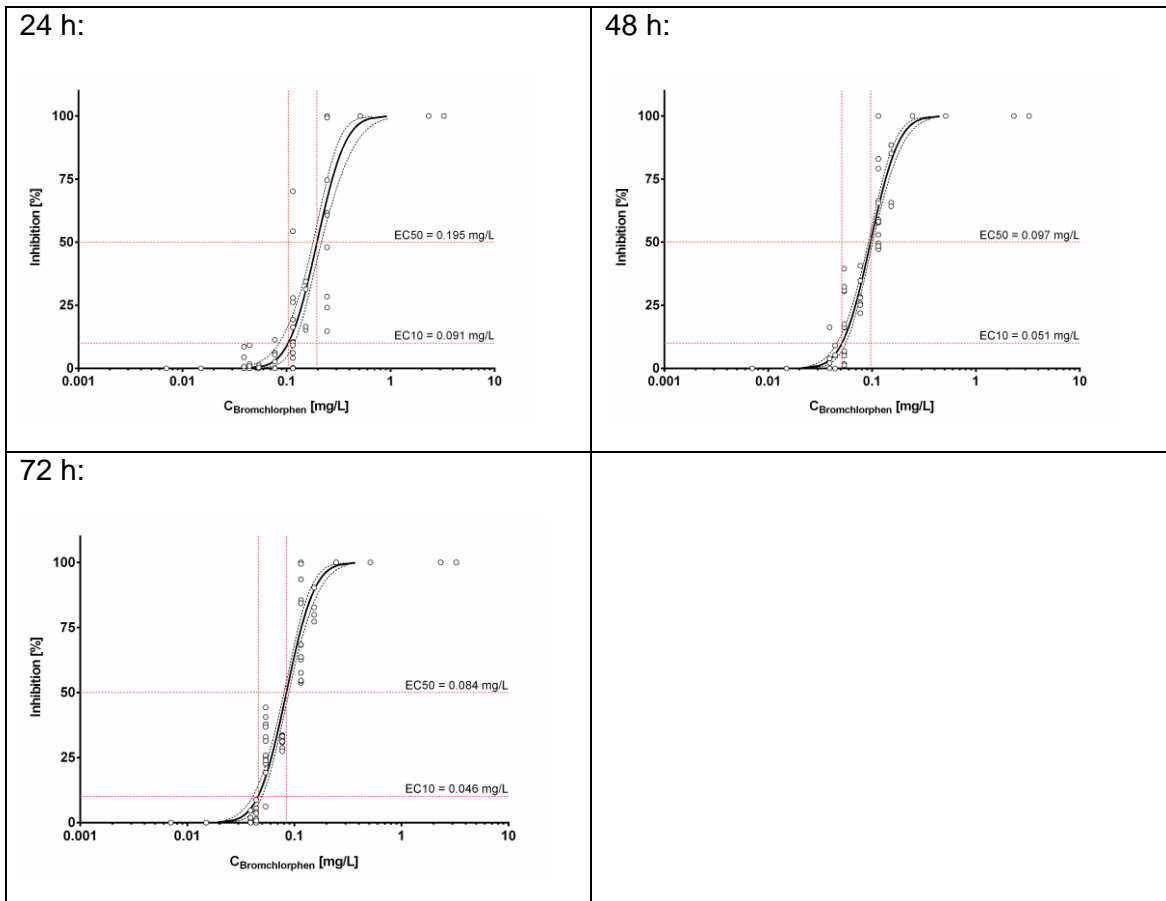 24 h:
48 h:
100
75
50
25
0
Inhibition [%]
EC50 = 0.195 mg/L
EC10 = 0.091 mg/L
0.001 0.01 0.1 1 10
CBromchlorphen [mg/L]
100
75
50
25
0
Inhibition [%]
EC50 = 0.097 mg/L
EC10 = 0.051 mg/L
0.001 0.01 0.1 1 10
CBromchlorphen [mg/L]
72 h:
100
75
50
25
0
Inhibition [%]
EC50 = 0.084 mg/L
EC10 = 0.046 mg/L
0.001 0.01 0.1 1 10
CBromchlorphen [mg/L]